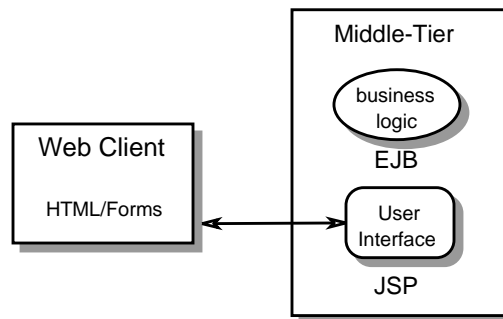 Middle-Tier
business
logic
EJB
Web Client
HTML/Forms
User
Interface
JSP